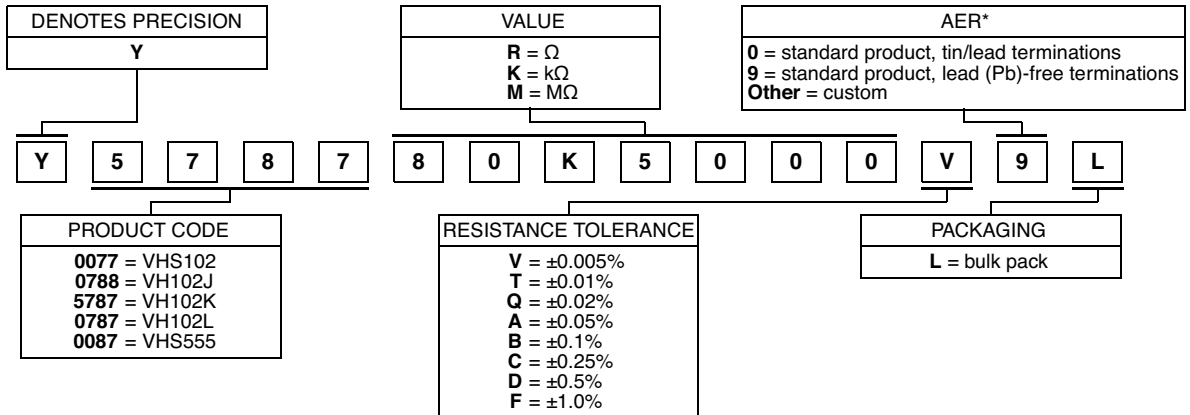 DENOTES PRECISION
Y
VALUE
R = Ω
K = kΩ
M = MΩ
AER*
0 = standard product, tin/lead terminations
9 = standard product, lead (Pb)-free terminations
Other = custom
Y 5 7 8 7 8 0 K 5 0 0 0 V 9 L
PRODUCT CODE
0077 = VHS102
0788 = VH102J
5787 = VH102K
0787 = VH102L
0087 = VHS555
RESISTANCE TOLERANCE
V = ±0.005%
T = ±0.01%
Q = ±0.02%
A = ±0.05%
B = ±0.1%
C = ±0.25%
D = ±0.5%
F = ±1.0%
PACKAGING
L = bulk pack